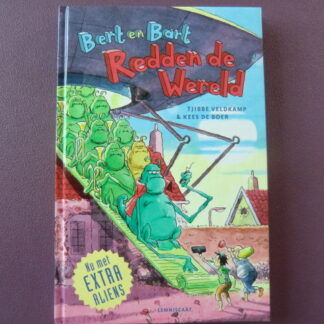 Bert en Bart
Redden de
Wereld
TJIBBE VELDKAMP
& KEES DE BOER
Nu met
EXTRA
ALIENS
LEMNISCAAT